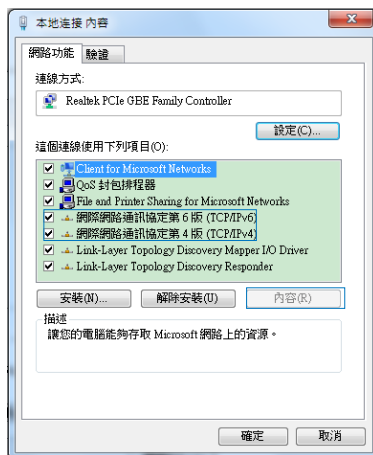 本地连接 內容
網路功能 驗證
連線方式:
Realtek PCIe GBE Family Controller
設定(C)...
這個連線使用下列項目(O):
Client for Microsoft Networks
QoS 封包排程器
File and Printer Sharing for Microsoft Networks
網際網路通訊協定第 6 版 (TCP/IPv6)
網際網路通訊協定第 4 版 (TCP/IPv4)
Link-Layer Topology Discovery Mapper I/O Driver
Link-Layer Topology Discovery Responder
安裝(N)... 解除安裝(U) 內容(R)
描述
讓您的電腦能夠存取 Microsoft 網路上的資源。
確定 取消